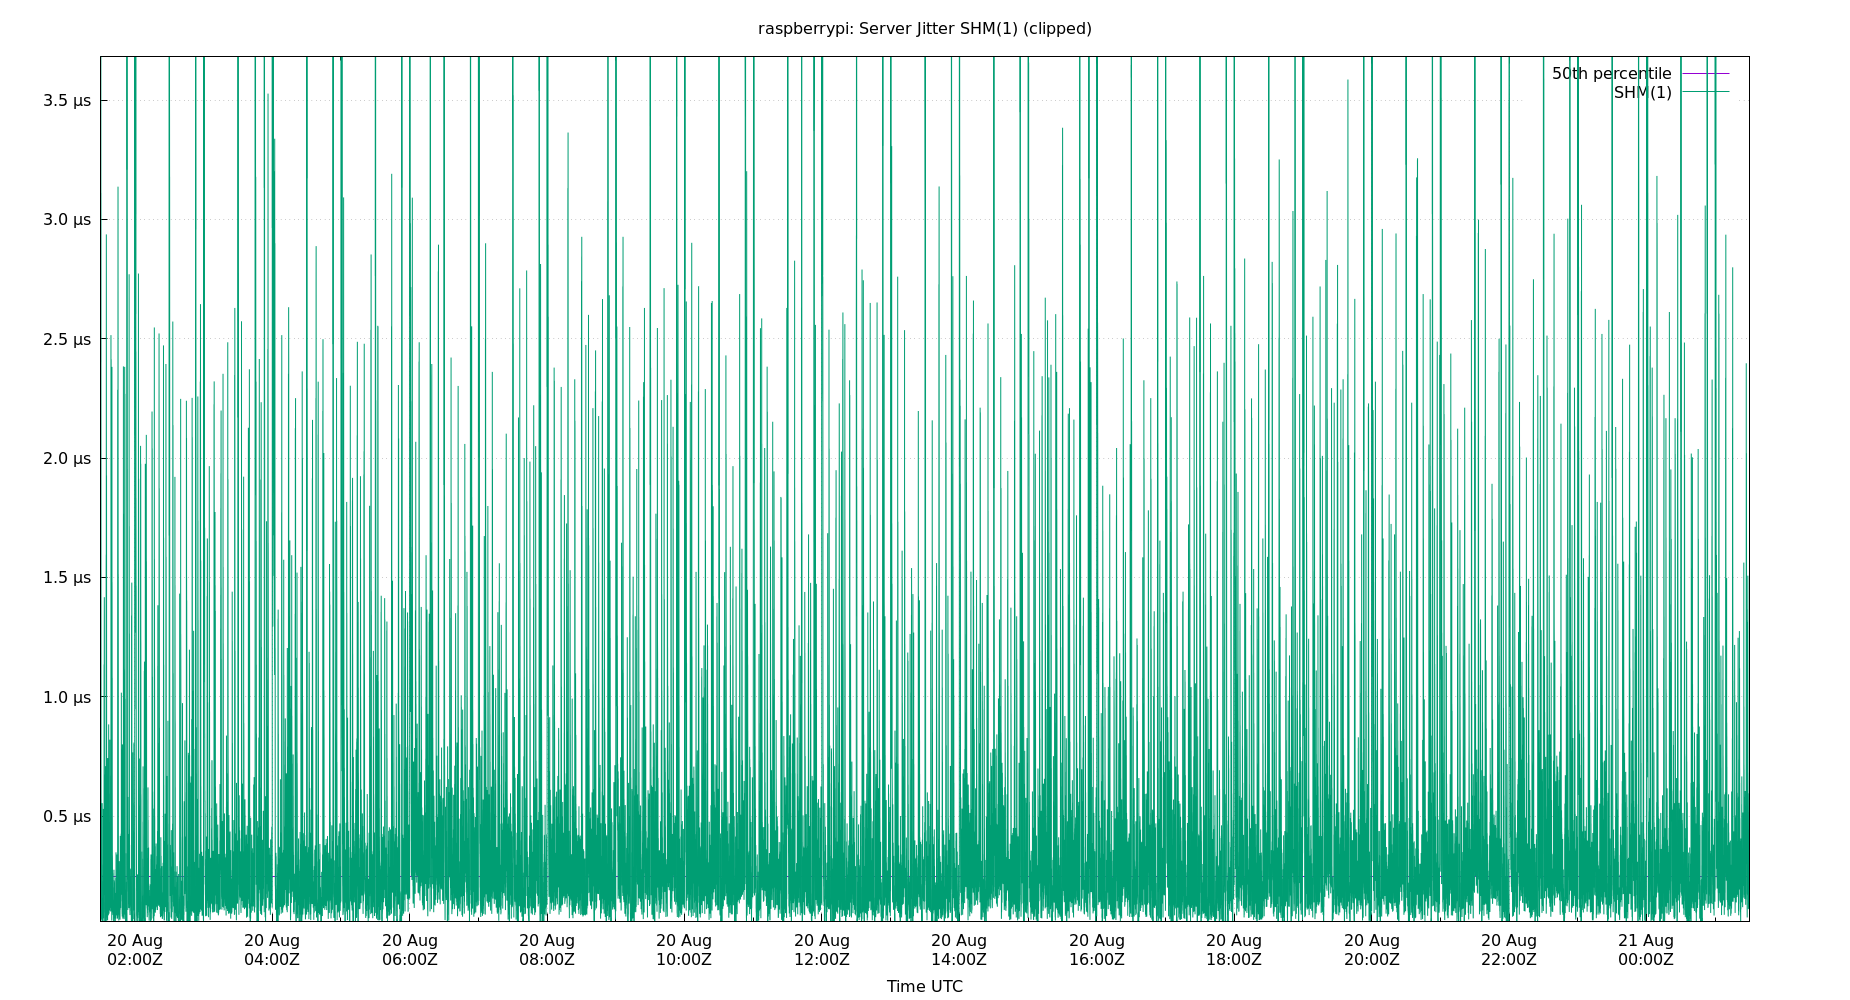 raspberrypi: Server Jitter SHM(1) (clipped)
50th percentile
SHM(1)
3.5 µs
3.0 µs
2.5 µs
2.0 µs
1.5 µs
1.0 µs
0.5 µs
20 Aug 20 Aug 20 Aug 20 Aug 20 Aug 20 Aug 20 Aug 20 Aug 20 Aug 20 Aug 20 Aug 21 Aug
02:00Z 04:00Z 06:00Z 08:00Z 10:00Z 12:00Z 14:00Z 16:00Z 18:00Z 20:00Z 22:00Z 00:00Z
Time UTC